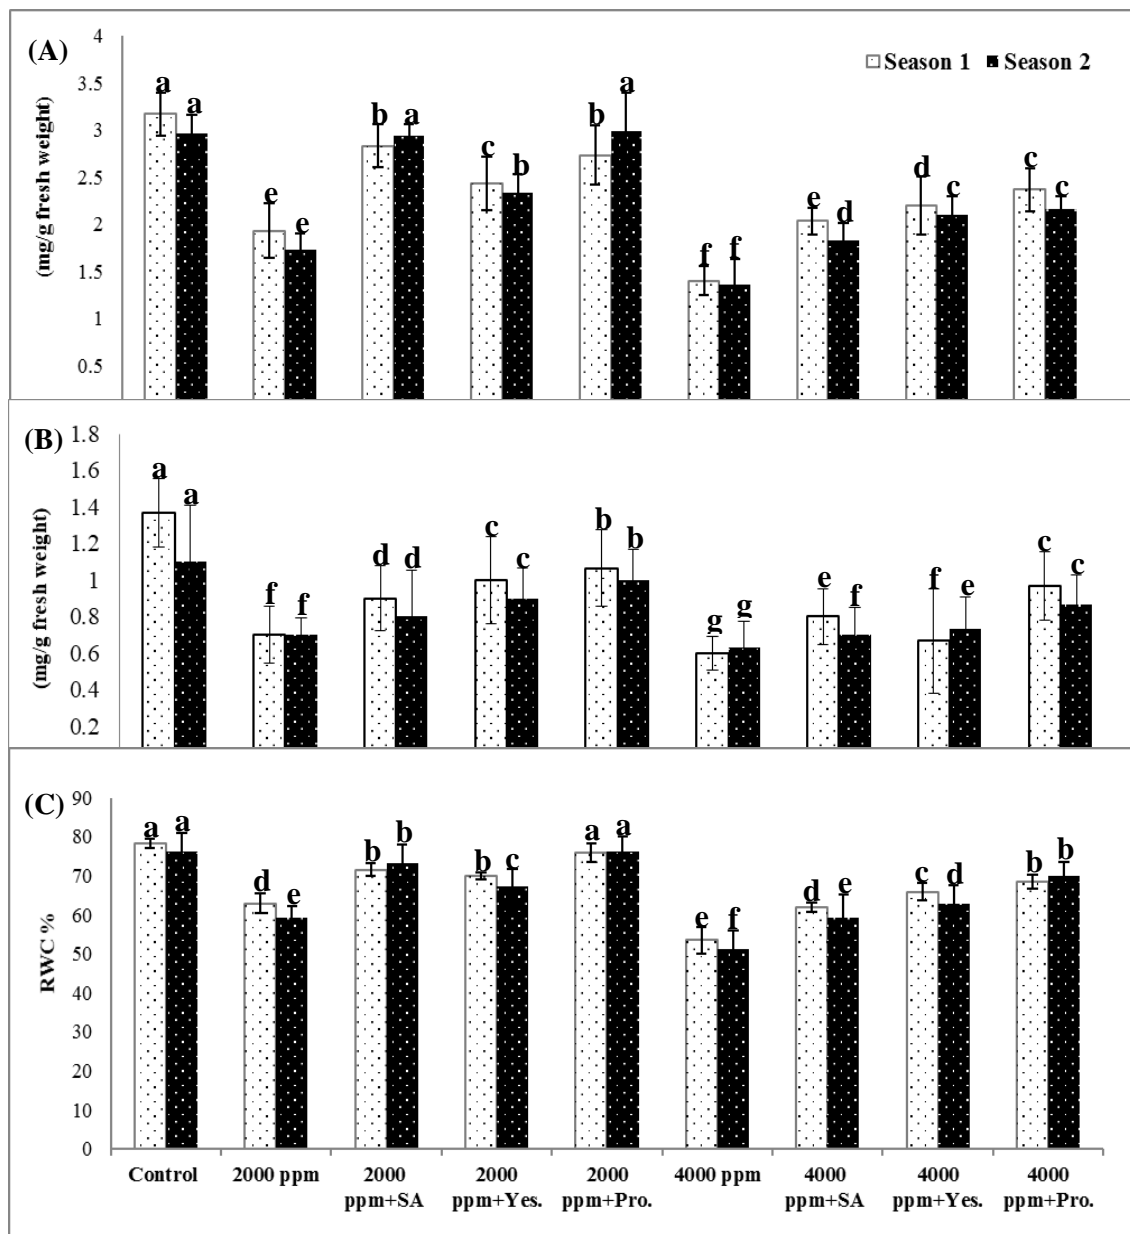 (A)
(mg/g fresh weight)
4
3.5
3
2.5
2
1.5
1
0.5
Season 1 Season 2
a a e e b a c b b a f f e d d c c c
(B)
(mg/g fresh weight)
1.8
1.6
1.4
1.2
1
0.8
0.6
0.4
0.2
a a f f d d c c b b g g e f f e c c
(C)
RWC %
90
80
70
60
50
40
30
20
10
0
a a d e b b b c a a e f d e c d b b
Control 2000 ppm 2000 2000 2000 4000 ppm 4000 4000 4000
ppm+SA ppm+Yes. ppm+Pro. ppm+SA ppm+Yes. ppm+Pro.